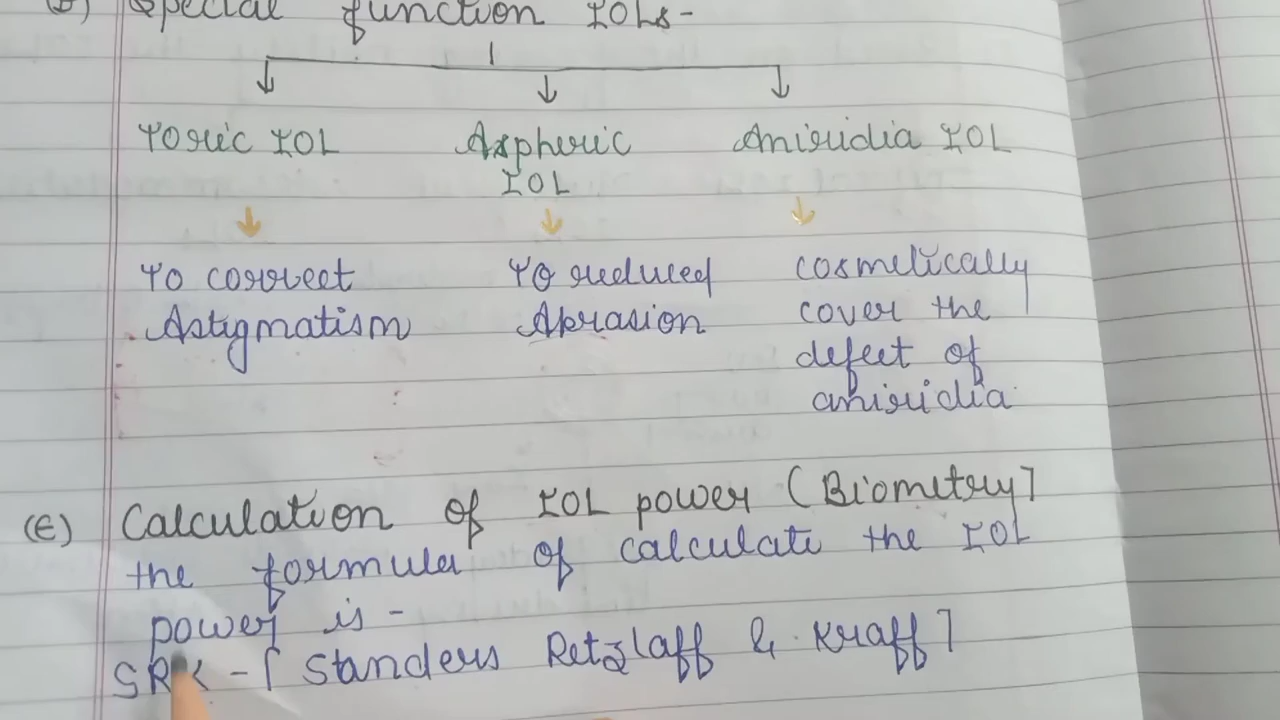 (D) Special function IOLs-
Toric IOL Aspheric Aniridia IOL
IOL
To correct To reduced cosmetically
Astigmatism Abrasion cover the
defect of
aniridia
(E) Calculation of IOL power (Biometry]
the formula of calculate the IOL
power is -
SRK - [ Standers Retzlaff & Kraff]